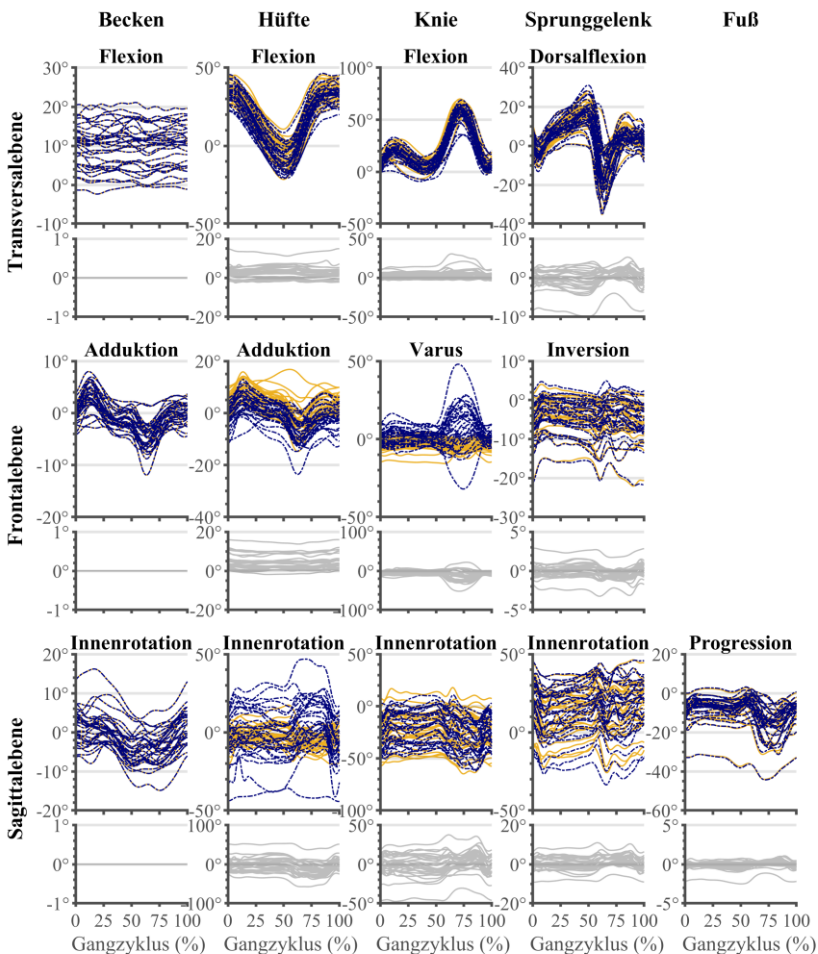 Becken Hüfte Knie Sprunggelenk Fuß
Flexion Flexion Flexion Dorsalflexion
Transversalebene
30° 20° 10° 0° -10°
50° 0° -50°
100° 50° 0° -50°
40° 20° 0° -20° -40°
1° 0° -1°
20° 0° -20°
50° 0° -50°
10° 0° -10°
Adduktion Adduktion Varus Inversion
Frontalebene
10° 0° -10° -20°
20° 0° -20° -40°
50° 0° -50°
10° 0° -10° -20° -30°
1° 0° -1°
20° 0° -20°
100° 0° 100°
5° 0° -5°
Innenrotation Innenrotation Innenrotation Innenrotation Progression
Sagittalebene
20° 10° 0° -10° -20°
50° 0° -50°
50° 0° -50° 100°
50° 0° -50°
20° 0° -20° -40° -60°
1° 0° -1°
100° 0° 100°
50° 0° -50°
20° 0° -20°
5° 0° -5°
0 25 50 75 100 0 25 50 75 100 0 25 50 75 100 0 25 50 75 100 0 25 50 75 100
Gangzyklus (%) Gangzyklus (%) Gangzyklus (%) Gangzyklus (%) Gangzyklus (%)